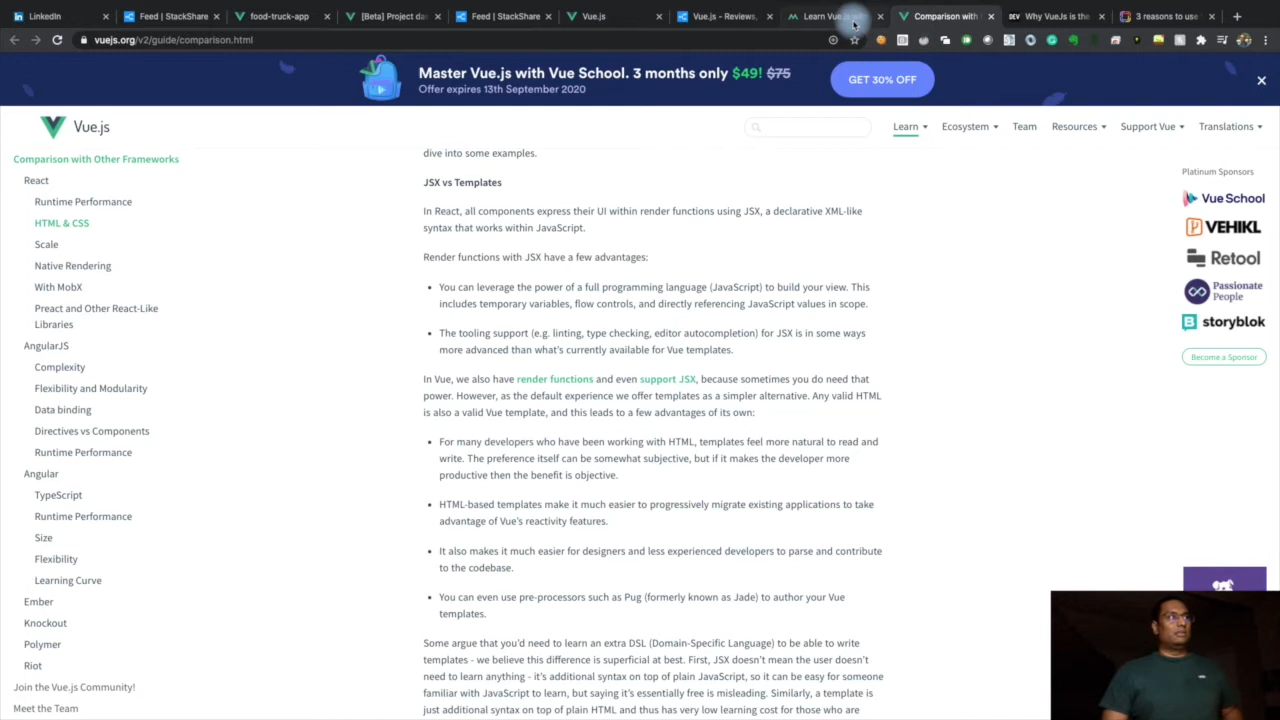 LinkedIn
Feed | StackShare
food-truck-app
[Beta] Project das
Feed | StackShare
Vue.js
Vue.js - Reviews,
Learn Vue.js
Comparison with
Why VueJs is the
3 reasons to use
vuejs.org/v2/guide/comparison.html
Master Vue.js with Vue School. 3 months only $49! $75
Offer expires 13th September 2020
GET 30% OFF
Vue.js
Learn
Ecosystem
Team
Resources
Support Vue
Translations
Comparison with Other Frameworks
React
Runtime Performance
HTML & CSS
Scale
Native Rendering
With MobX
Preact and Other React-Like
Libraries
AngularJS
Complexity
Flexibility and Modularity
Data binding
Directives vs Components
Runtime Performance
Angular
TypeScript
Runtime Performance
Size
Flexibility
Learning Curve
Ember
Knockout
Polymer
Riot
Join the Vue.js Community!
Meet the Team
dive into some examples.
JSX vs Templates
In React, all components express their UI within render functions using JSX, a declarative XML-like
syntax that works within JavaScript.
Render functions with JSX have a few advantages:
• You can leverage the power of a full programming language (JavaScript) to build your view. This
includes temporary variables, flow controls, and directly referencing JavaScript values in scope.
• The tooling support (e.g. linting, type checking, editor autocompletion) for JSX is in some ways
more advanced than what's currently available for Vue templates.
In Vue, we also have render functions and even support JSX, because sometimes you do need that
power. However, as the default experience we offer templates as a simpler alternative. Any valid HTML
is also a valid Vue template, and this leads to a few advantages of its own:
• For many developers who have been working with HTML, templates feel more natural to read and
write. The preference itself can be somewhat subjective, but if it makes the developer more
productive then the benefit is objective.
• HTML-based templates make it much easier to progressively migrate existing applications to take
advantage of Vue's reactivity features.
• It also makes it much easier for designers and less experienced developers to parse and contribute
to the codebase.
• You can even use pre-processors such as Pug (formerly known as Jade) to author your Vue
templates.
Some argue that you'd need to learn an extra DSL (Domain-Specific Language) to be able to write
templates - we believe this difference is superficial at best. First, JSX doesn't mean the user doesn't
need to learn anything - it's additional syntax on top of plain JavaScript, so it can be easy for someone
familiar with JavaScript to learn, but saying it's essentially free is misleading. Similarly, a template is
just additional syntax on top of plain HTML and thus has very low learning cost for those who are
Platinum Sponsors
Vue School
VEHIKL
Retool
Passionate
People
storyblok
Become a Sponsor